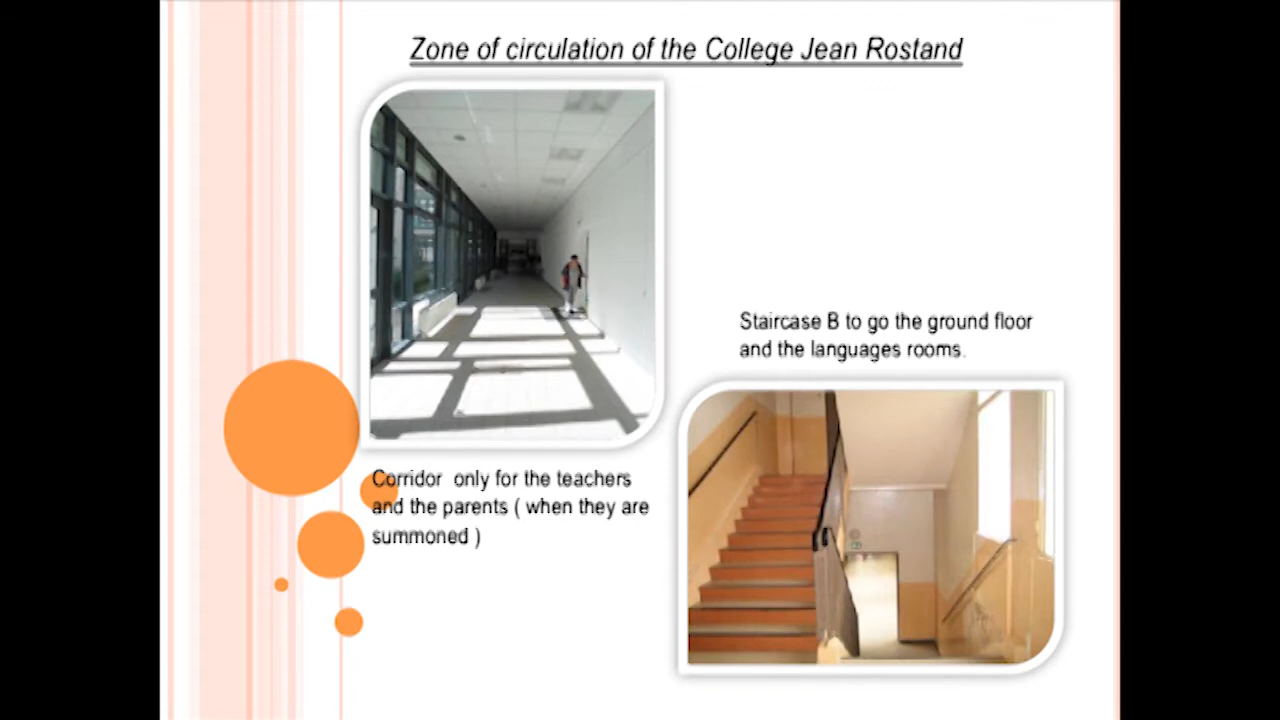 Zone of circulation of the College Jean Rostand
Staircase B to go the ground floor
and the languages rooms.
Corridor only for the teachers
and the parents ( when they are
summoned )